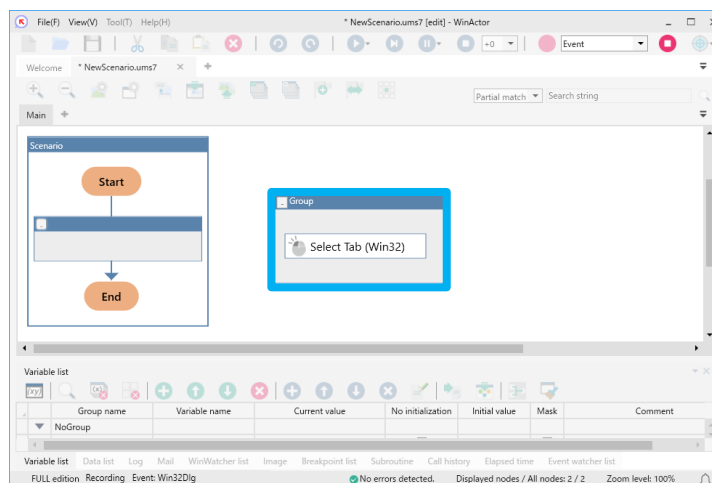 File(F) View(V) Tool(T) Help(H) * NewScenario.ums7 [edit] - WinActor
+0 Event
Welcome * NewScenario.ums7 × +
Partial match Search string
Main +
Scenario
Start
End
Group
Select Tab (Win32)
Variable list
Group name Variable name Current value No initialization Initial value Mask Comment
NoGroup
Variable list Data list Log Mail WinWatcher list Image Breakpoint list Subroutine Call history Elapsed time Event watcher list
FULL edition Recording Event: Win32Dlg No errors detected. Displayed nodes / All nodes: 2 / 2 Zoom level: 100%